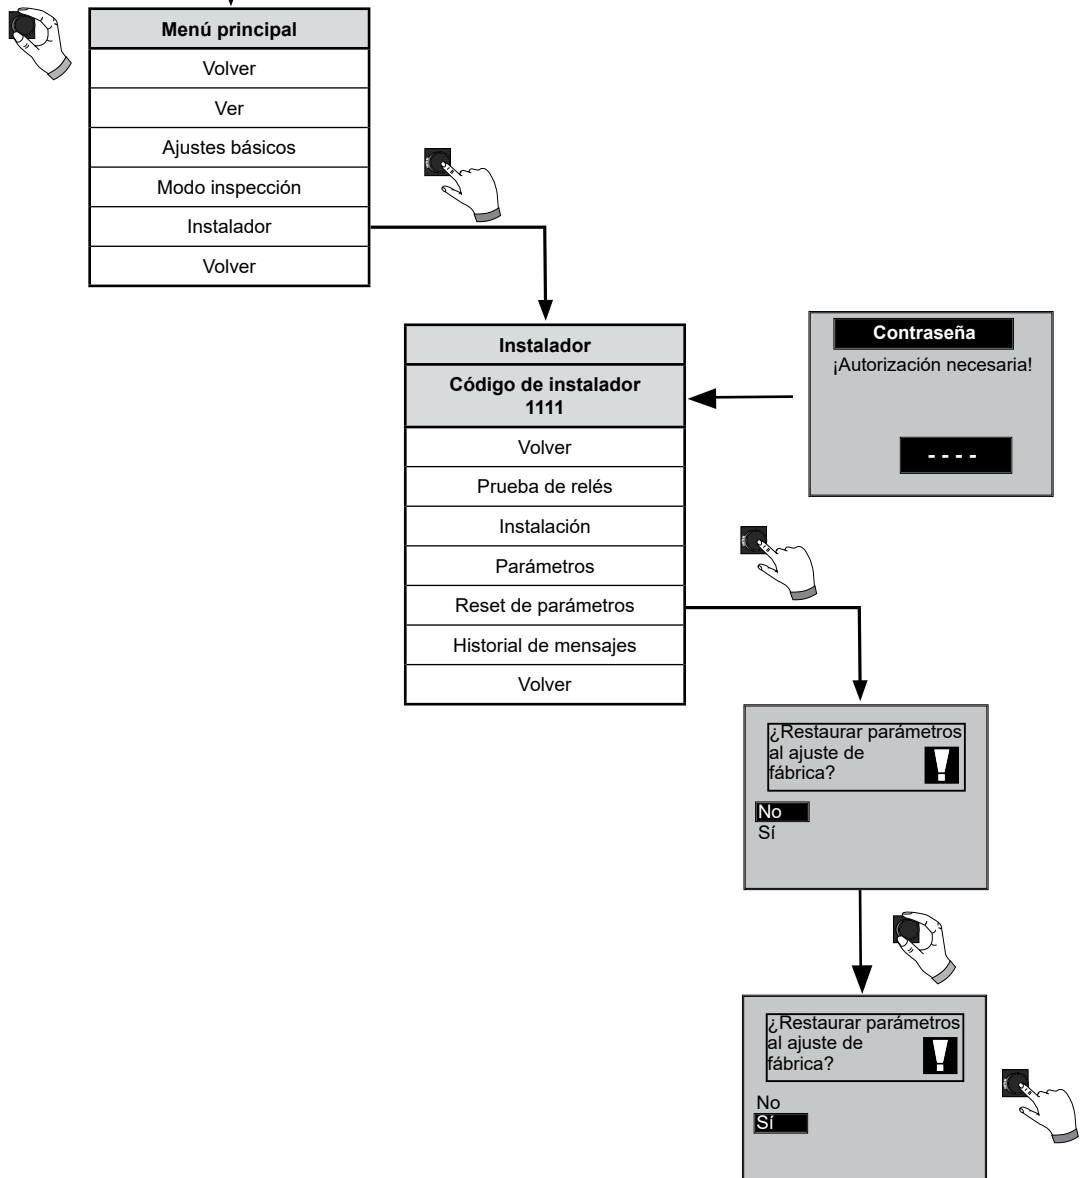 Menú principal
Volver
Ver
Ajustes básicos
Modo inspección
Instalador
Volver
Instalador
Código de instalador
1111
Volver
Prueba de relés
Instalación
Parámetros
Reset de parámetros
Historial de mensajes
Volver
Contraseña
¡Autorización necesaria!
- - - -
¿Restaurar parámetros
al ajuste de
fábrica?
No
Sí
¿Restaurar parámetros
al ajuste de
fábrica?
No
Sí